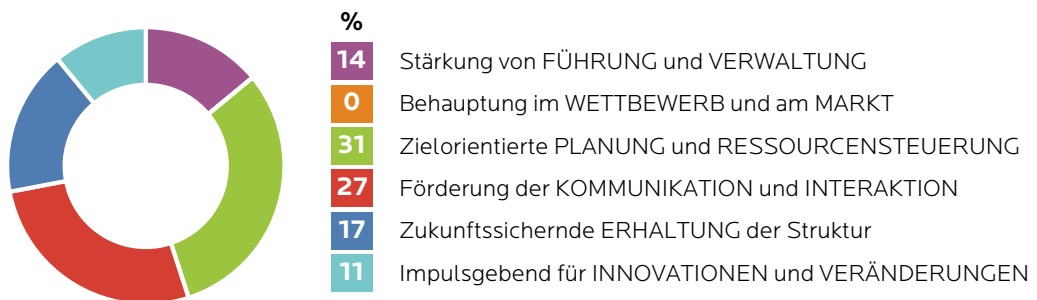 %
14 Stärkung von FÜHRUNG und VERWALTUNG
0 Behauptung im WETTBEWERB und am MARKT
31 Zielorientierte PLANUNG und RESSOURCENSTEUERUNG
27 Förderung der KOMMUNIKATION und INTERAKTION
17 Zukunftssichernde ERHALTUNG der Struktur
11 Impulsgebend für INNOVATIONEN und VERÄNDERUNGEN